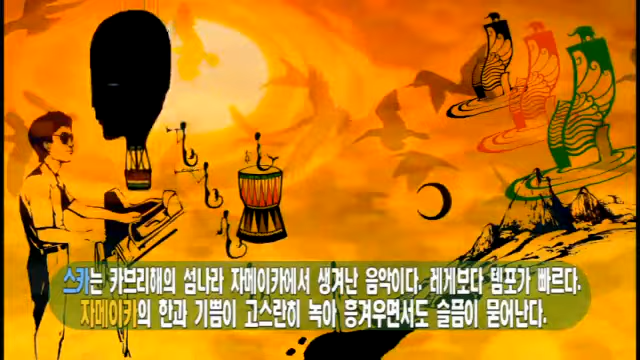 스카는 카브리해의 섬나라 자메이카에서 생겨난 음악이다. 레게보다 템포가 빠르다.
자메이카의 한과 기쁨이 고스란히 녹아 흥겨우면서도 슬픔이 묻어난다.